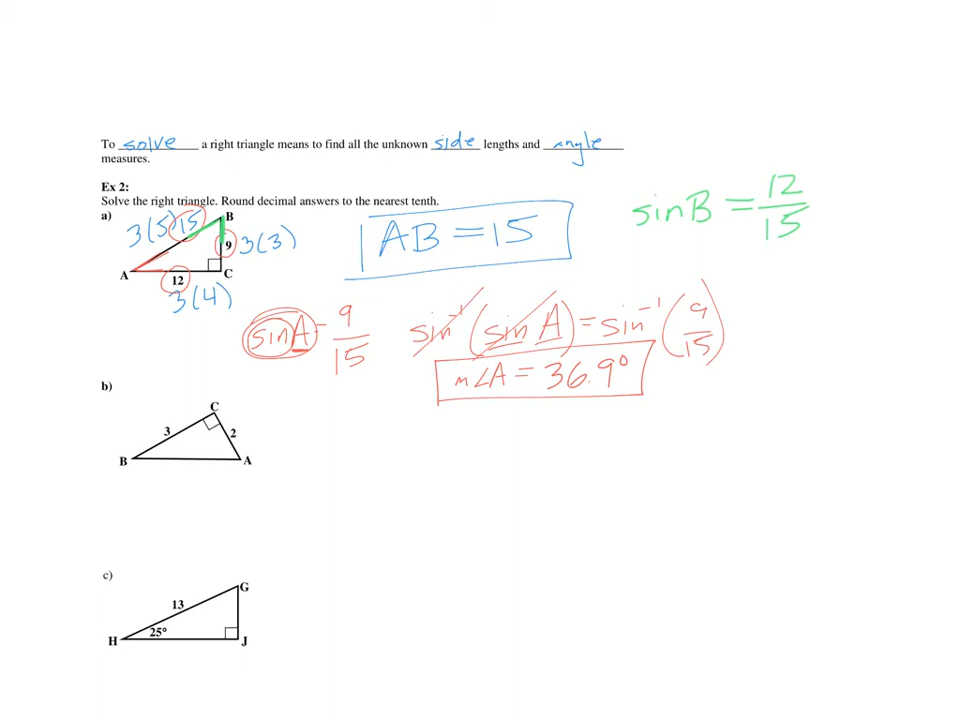 To solve a right triangle means to find all the unknown side lengths and angle
measures.
Ex 2:
Solve the right triangle. Round decimal answers to the nearest tenth.
a)
3(5) 15
B
9 3(3)
A
12
C
3(4)
AB = 15
sin B = 12/15
sin A = 9/15
sin⁻¹(sin A) = sin⁻¹(9/15)
m∠A = 36.9°
b)
C
3
2
B
A
c)
G
13
25°
H
J